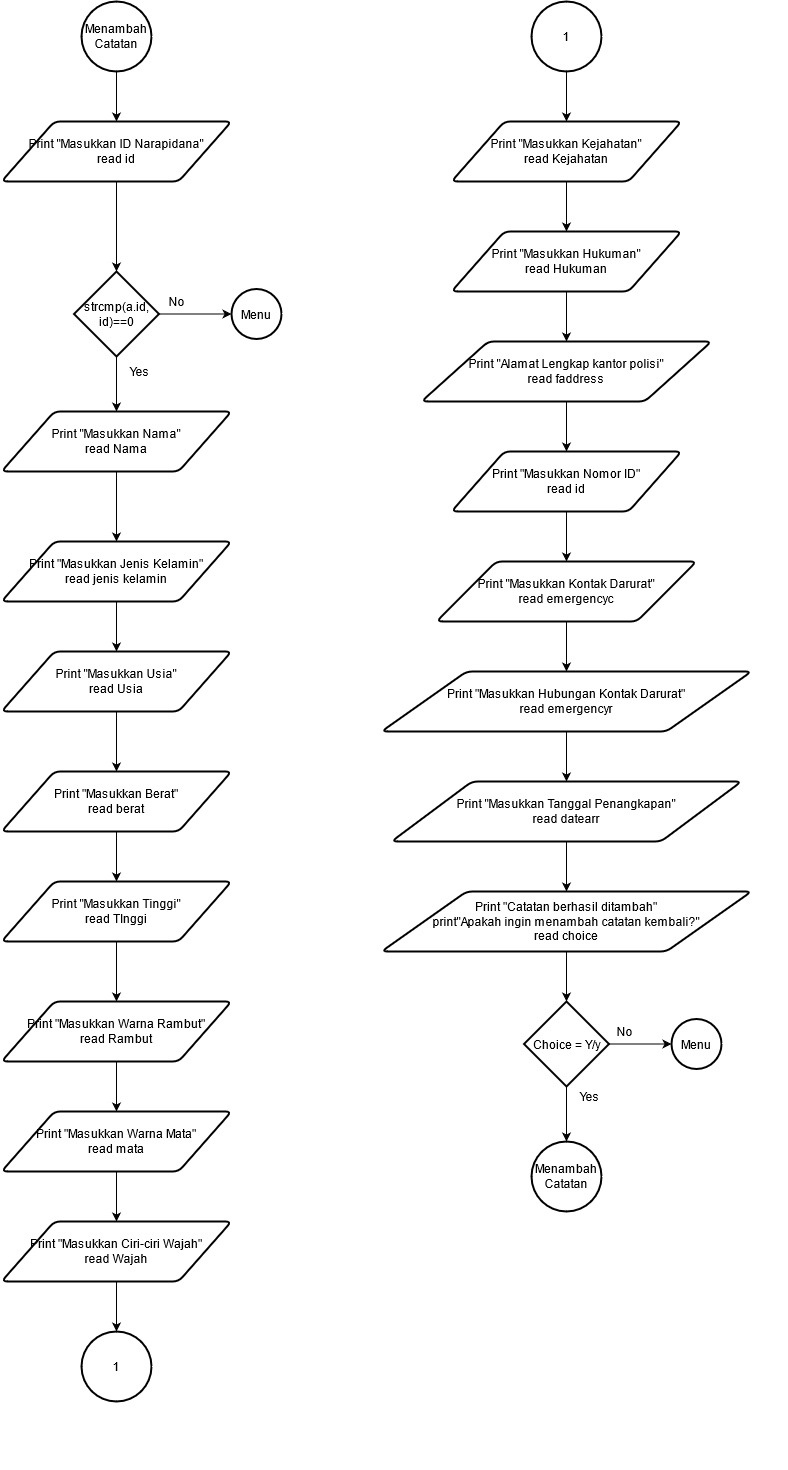 Menambah
Catatan
Print "Masukkan ID Narapidana"
read id
strcmp(a.id,
id)==0
No
Menu
Yes
Print "Masukkan Nama"
read Nama
Print "Masukkan Jenis Kelamin"
read jenis kelamin
Print "Masukkan Usia"
read Usia
Print "Masukkan Berat"
read berat
Print "Masukkan Tinggi"
read TInggi
Print "Masukkan Warna Rambut"
read Rambut
Print "Masukkan Warna Mata"
read mata
Print "Masukkan Ciri-ciri Wajah"
read Wajah
1
1
Print "Masukkan Kejahatan"
read Kejahatan
Print "Masukkan Hukuman"
read Hukuman
Print "Alamat Lengkap kantor polisi"
read faddress
Print "Masukkan Nomor ID"
read id
Print "Masukkan Kontak Darurat"
read emergencyc
Print "Masukkan Hubungan Kontak Darurat"
read emergencyr
Print "Masukkan Tanggal Penangkapan"
read datearr
Print "Catatan berhasil ditambah"
print"Apakah ingin menambah catatan kembali?"
read choice
Choice = Y/y
No
Menu
Yes
Menambah
Catatan